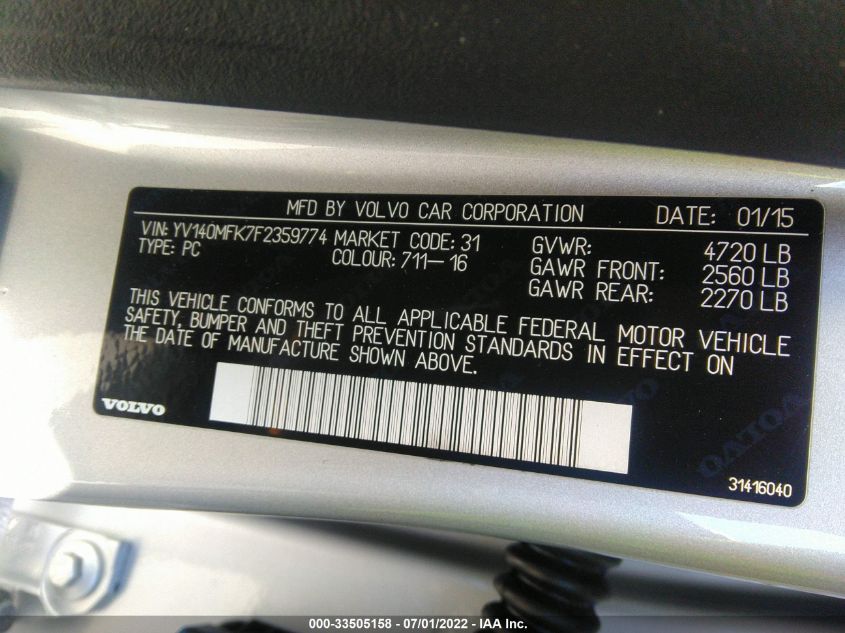 MFD BY VOLVO CAR CORPORATION DATE: 01/15
VIN: YV140MFK7F2359774 MARKET CODE: 31 GVWR: 4720 LB
TYPE: PC COLOUR: 711-16 GAWR FRONT: 2560 LB
GAWR REAR: 2270 LB
THIS VEHICLE CONFORMS TO ALL APPLICABLE FEDERAL MOTOR VEHICLE
SAFETY, BUMPER AND THEFT PREVENTION STANDARDS IN EFFECT ON
THE DATE OF MANUFACTURE SHOWN ABOVE.
VOLVO
31416040
000-33505158 - 07/01/2022 - IAA Inc.